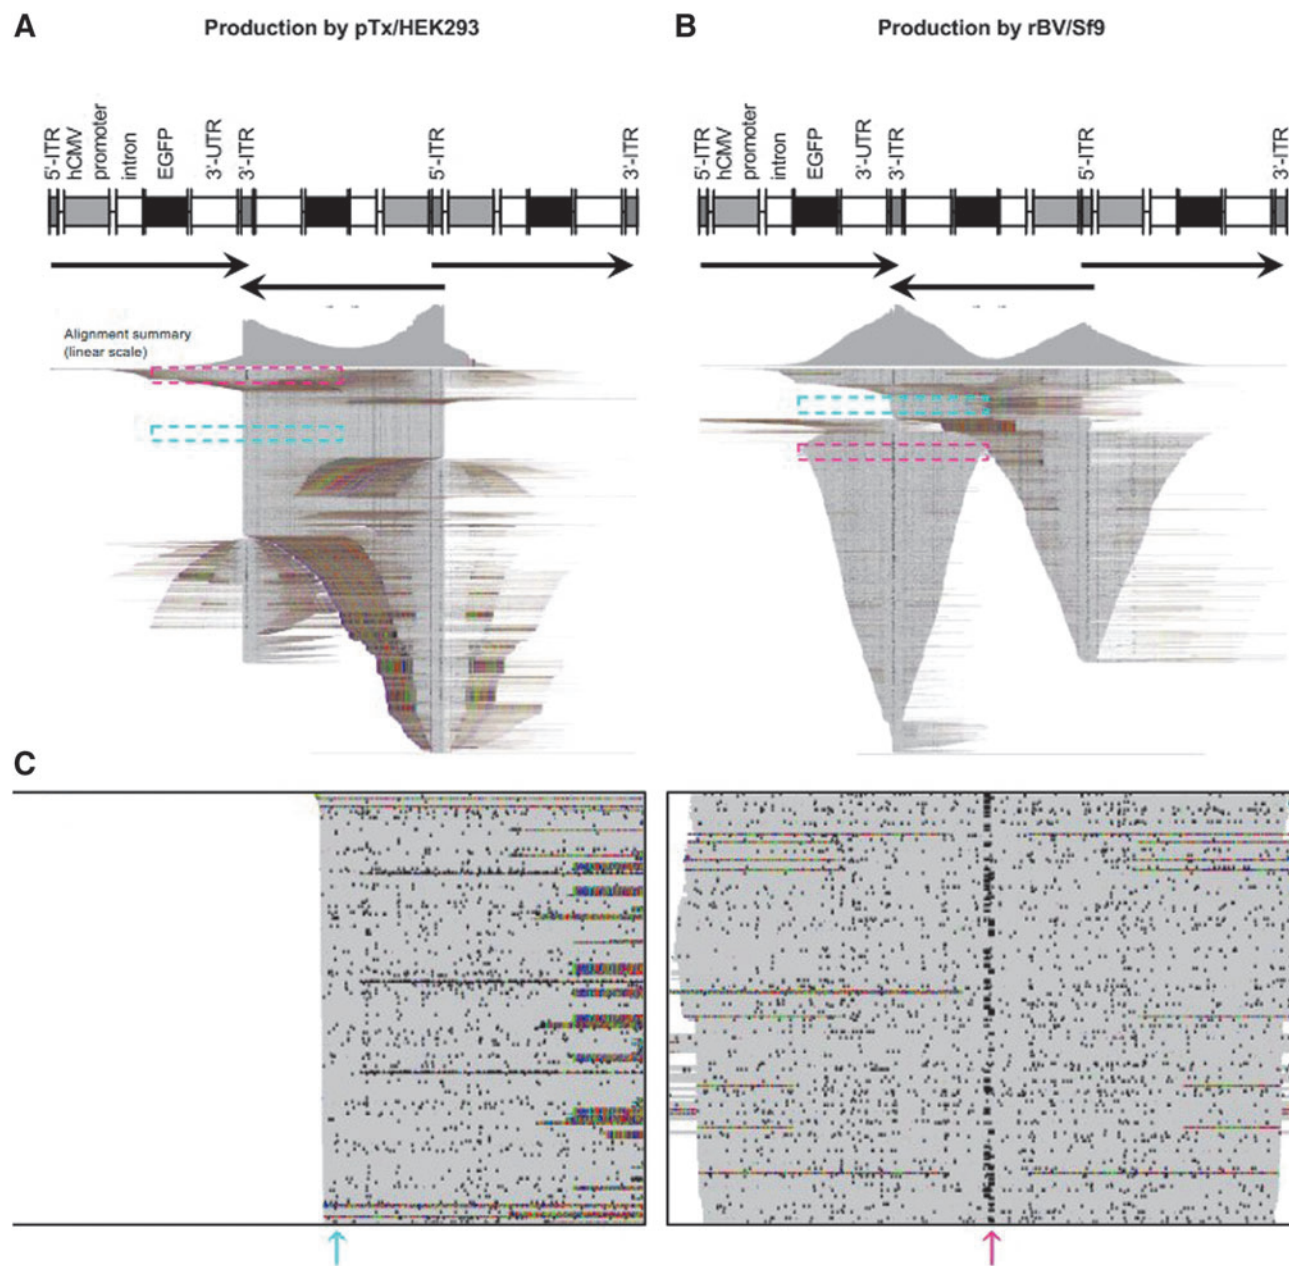 A
Production by pTx/HEK293
B
Production by rBV/Sf9
5'-ITR
hCMV
promoter
intron
EGFP
3'-UTR
3'-ITR
5'-ITR
3'-ITR
5'-ITR
hCMV
promoter
intron
EGFP
3'-UTR
3'-ITR
5'-ITR
3'-ITR
Alignment summary
(linear scale)
C